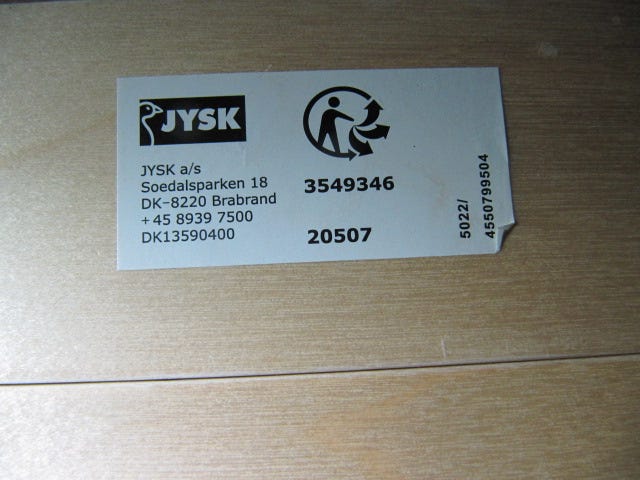 JYSK
JYSK a/s
Soedalsparken 18
DK-8220 Brabrand
+45 8939 7500
DK13590400
3549346
20507
5022/
4550799504